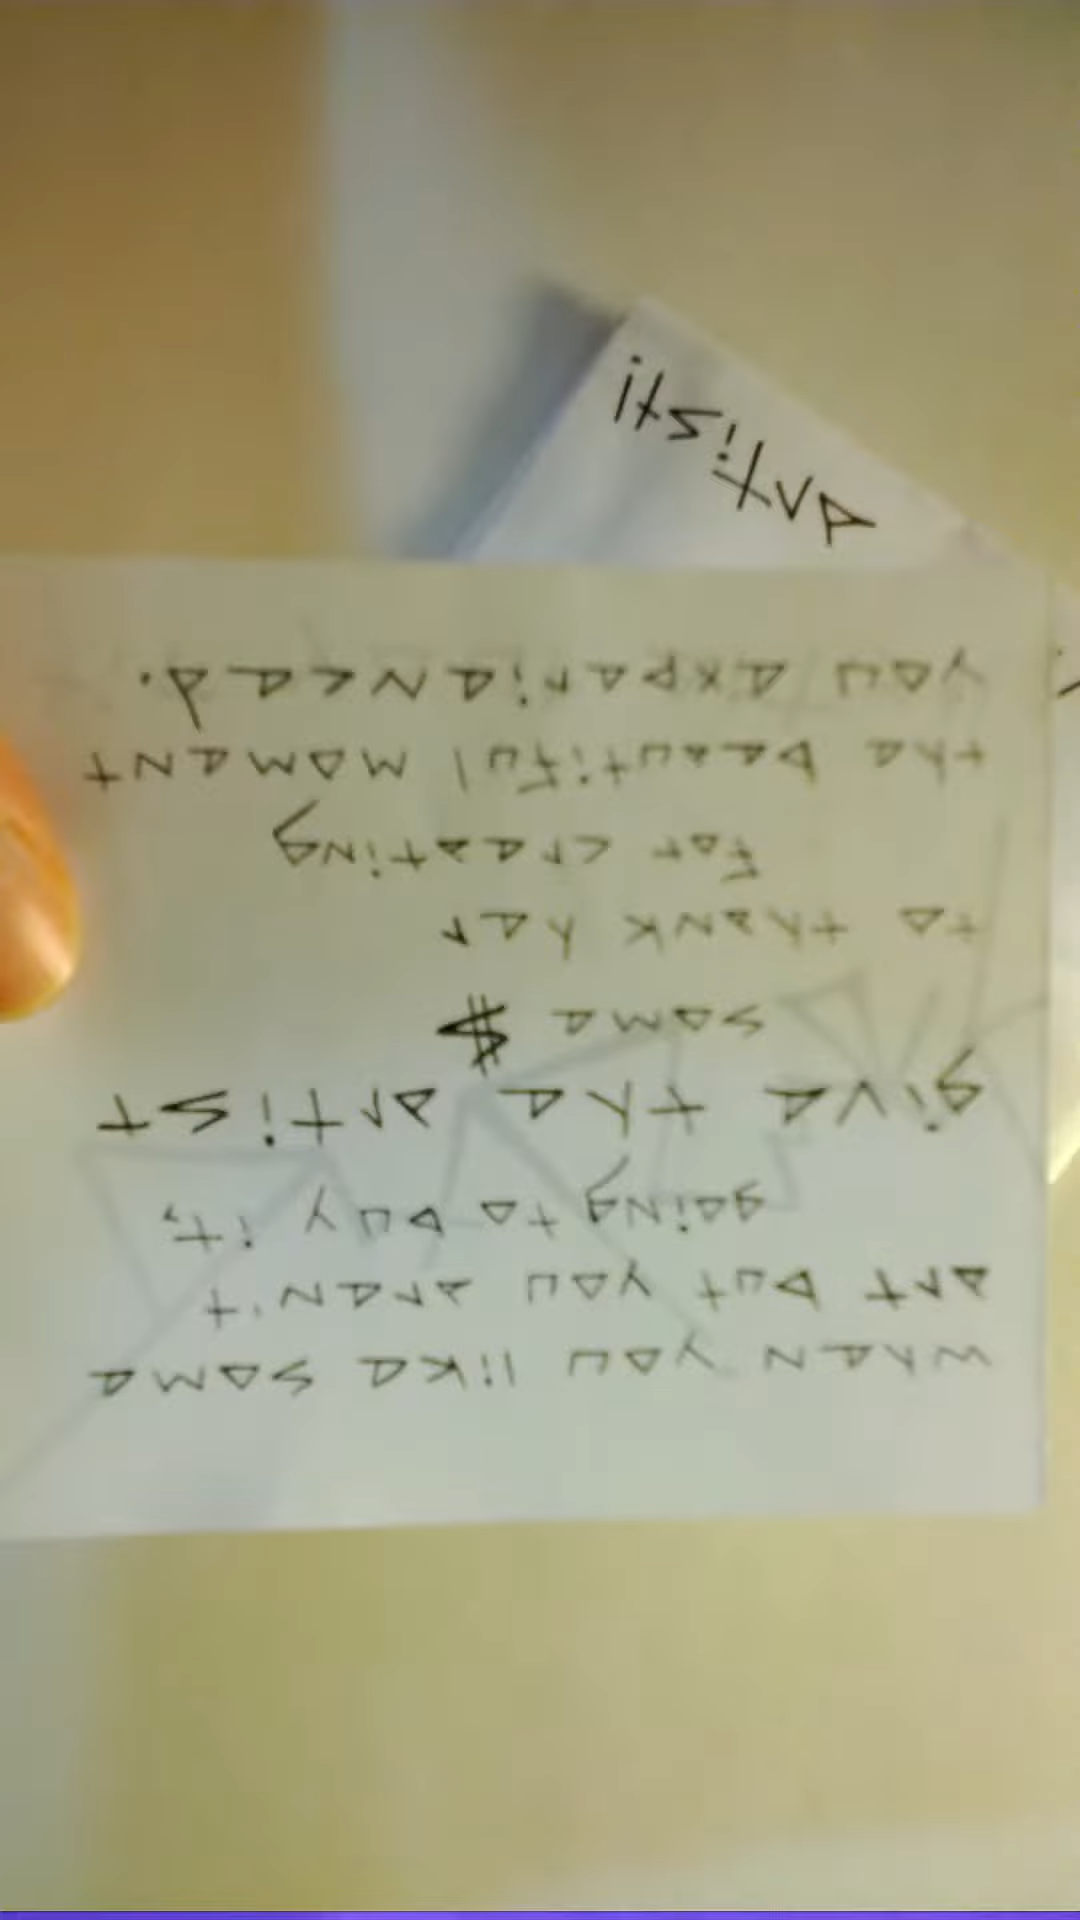 when you like some
art but you aren't
going to buy it,
give the artist
some $
to thank her
for creating
the beautiful moment
you experienced.
artisti